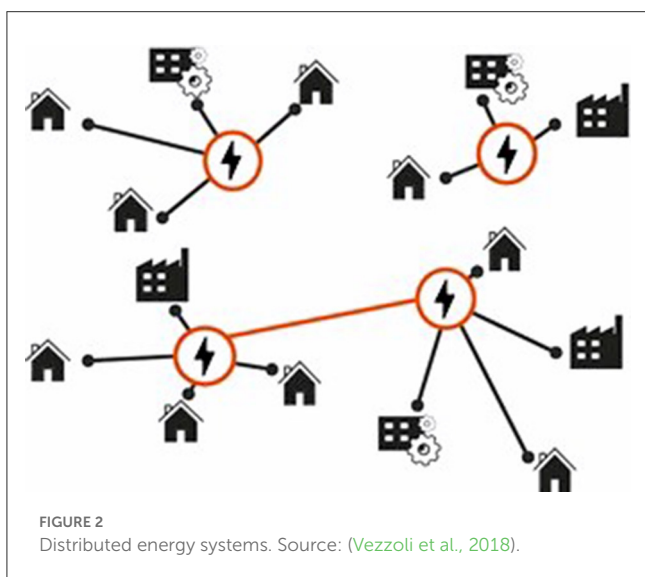 FIGURE 2
Distributed energy systems. Source: (Vezzoli et al., 2018).